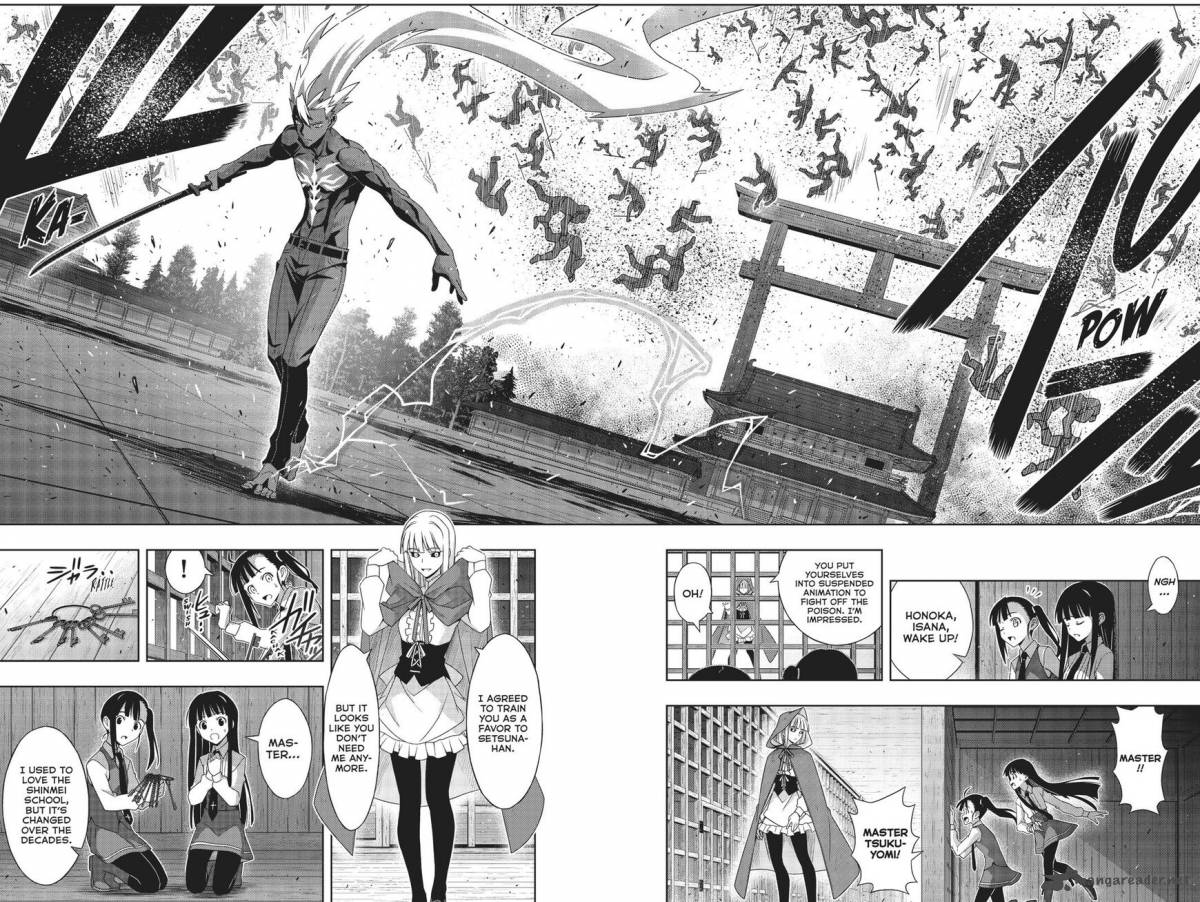 KA-
POW
NGH
...
HONOKA,
ISANA,
WAKE UP!
YOU PUT
YOURSELVES
INTO SUSPENDED
ANIMATION TO
FIGHT OFF THE
POISON. I'M
IMPRESSED.
OH!
MASTER
!!
MASTER
TSUKU-
YOMI!
I AGREED
TO TRAIN
YOU AS A
FAVOR TO
SETSUNA-
HAN.
BUT IT
LOOKS
LIKE YOU
DON'T
NEED
ME ANY-
MORE.
!
SWISH
ジャラ..
RATTLE
MAS-
TER...
I USED TO
LOVE THE
SHINMEI
SCHOOL,
BUT IT'S
CHANGED
OVER THE
DECADES.